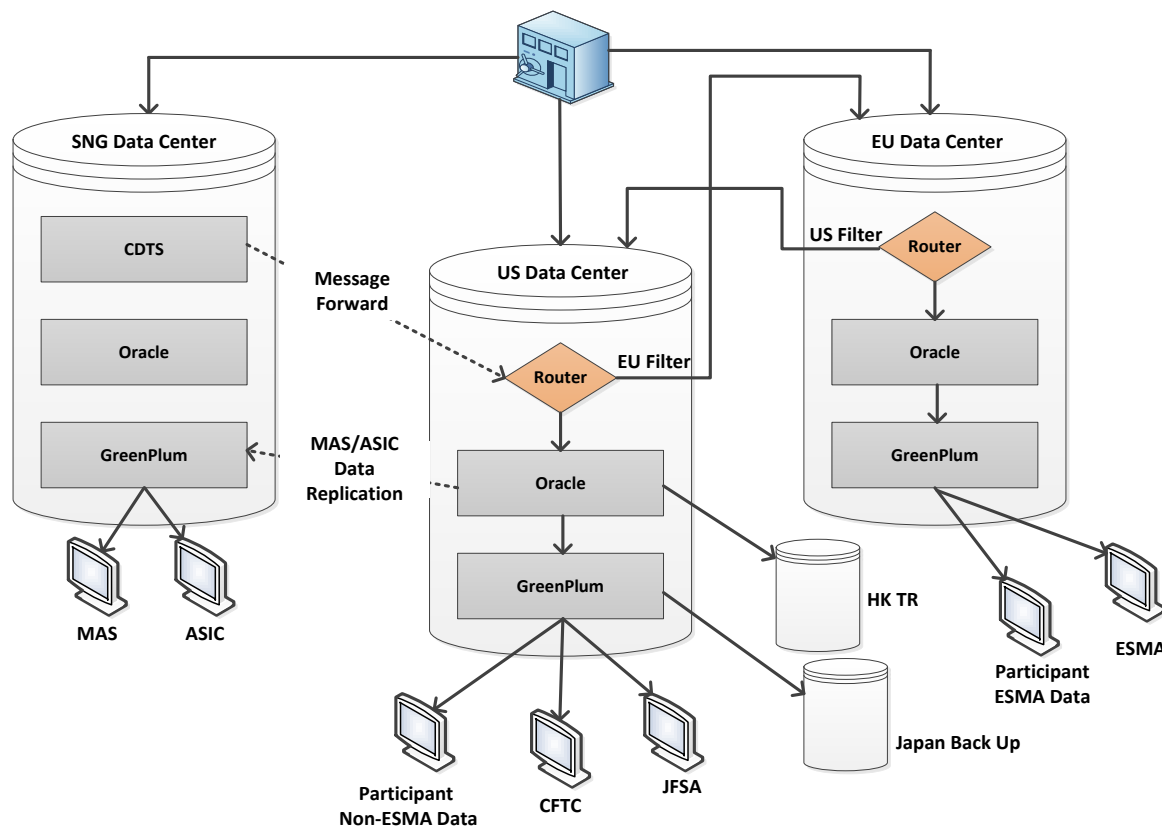 SNG Data Center
CDTS
Oracle
GreenPlum
MAS
ASIC
Message
Forward
MAS/ASIC
Data
Replication
US Data Center
Router
EU Filter
Oracle
GreenPlum
Participant
Non-ESMA Data
CFTC
JFSA
HK TR
Japan Back Up
EU Data Center
US Filter
Router
Oracle
GreenPlum
Participant
ESMA Data
ESMA